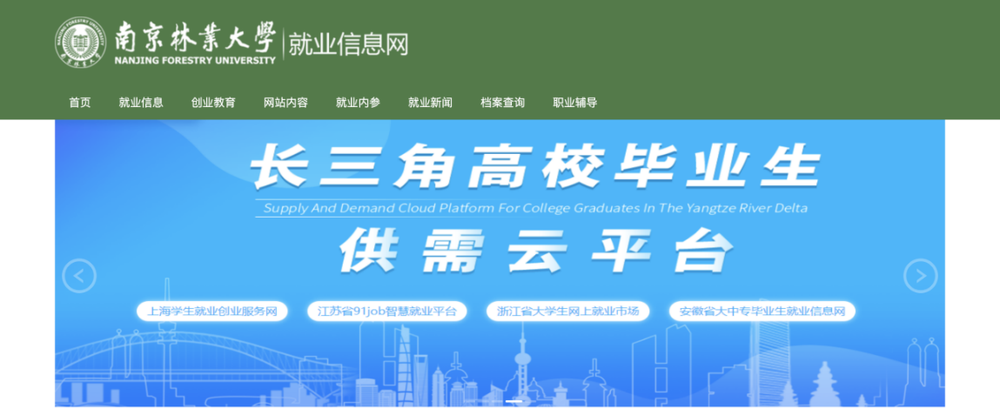 南京林業大學 就业信息网
NANJING FORESTRY UNIVERSITY
首页 就业信息 创业教育 网站内容 就业内参 就业新闻 档案查询 职业辅导
长三角高校毕业生
Supply And Demand Cloud Platform For College Graduates In The Yangtze River Delta
供需云平台
上海学生就业创业服务网 江苏省91job智慧就业平台 浙江省大学生网上就业市场 安徽省大中专毕业生就业信息网